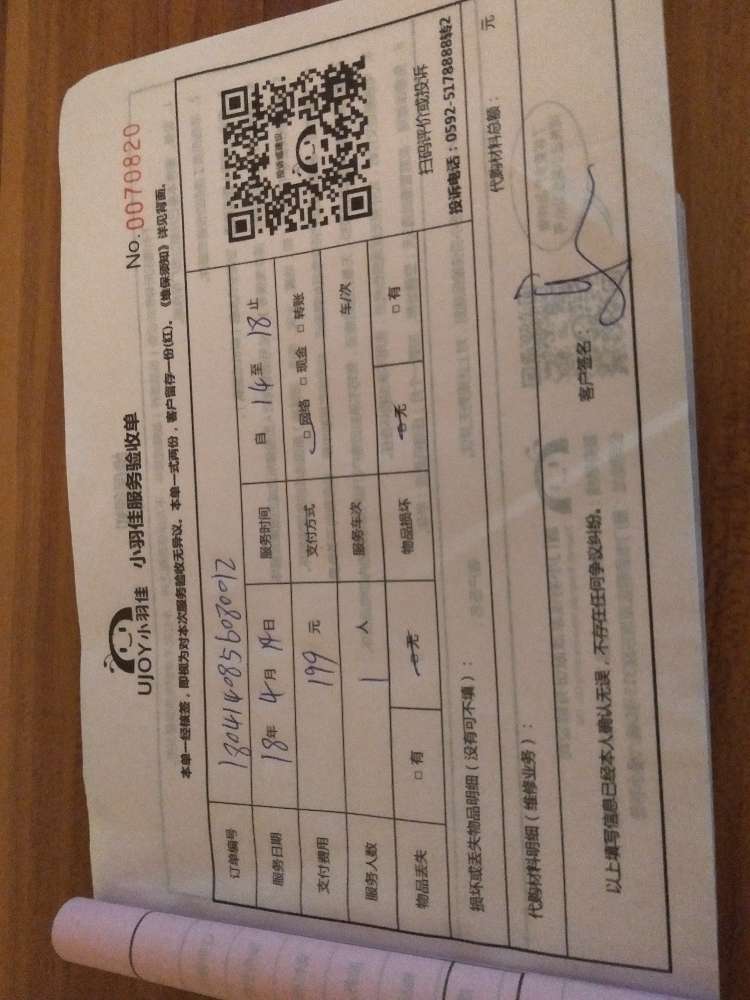 UJOY小羽佳 小羽佳服务验收单
No. 0070820
本单一经核签，即视为对本次服务验收无异议。本单一式两份，客户留存一份(红)。《维保须知》详见背面。
订单编号 1804140856080012
服务日期 18年 4月 14日 服务时间 自 14 至 18 止
支付费用 199 元 支付方式 □ 网络 □ 现金 □ 转账
服务人数 1 人 服务车次 车/次
物品丢失 □ 有 □ 无 物品损坏 □ 无 □ 有
投诉或建议
扫码评价或投诉
投诉电话：0592-5178888转2
损坏或丢失物品明细（没有可不填）：
代购材料明细（维修业务）： 代购材料总额： 元
以上填写信息已经本人确认无误，不存在任何争议纠纷。 客户签名：